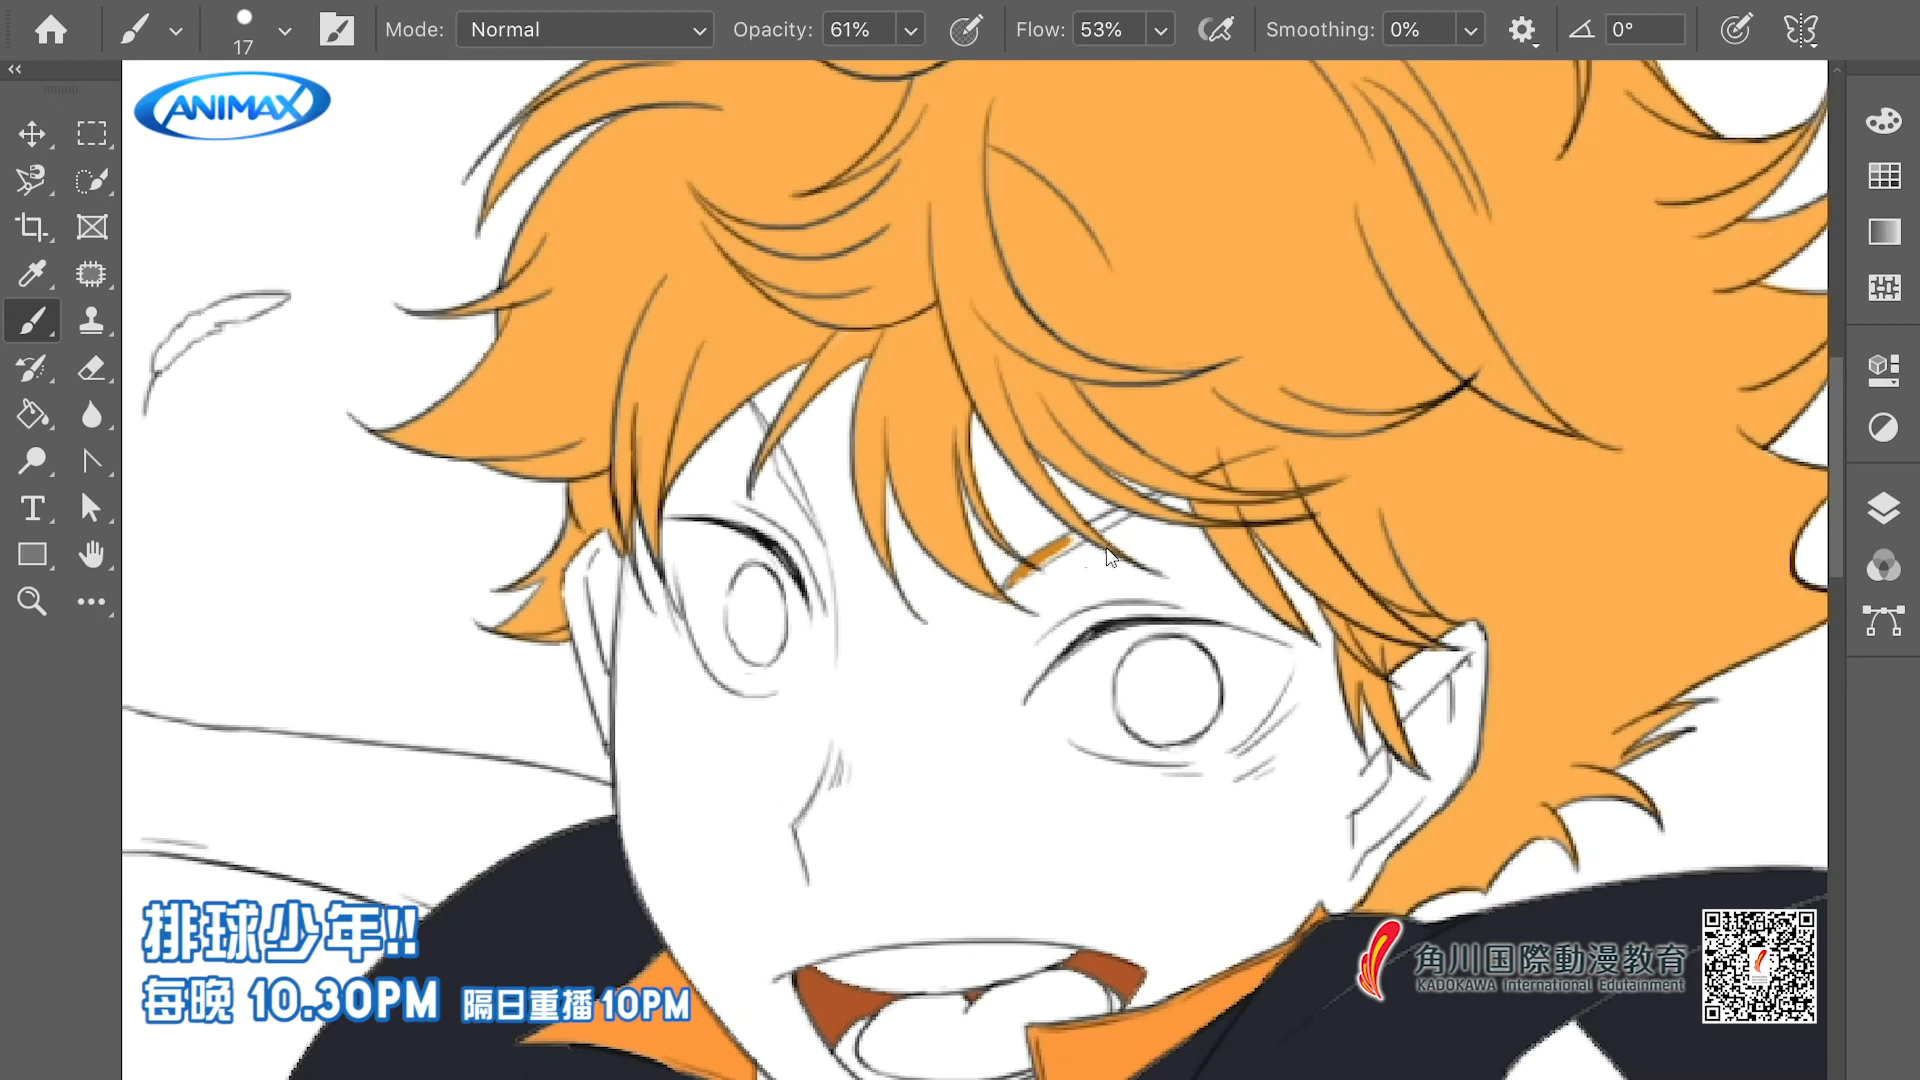 Mode: Normal Opacity: 61% Flow: 53% Smoothing: 0% 0°
17
ANIMAX
排球少年!!
每晚 10.30PM 隔日重播 10PM
角川国際動漫教育
KADOKAWA International Edutainment